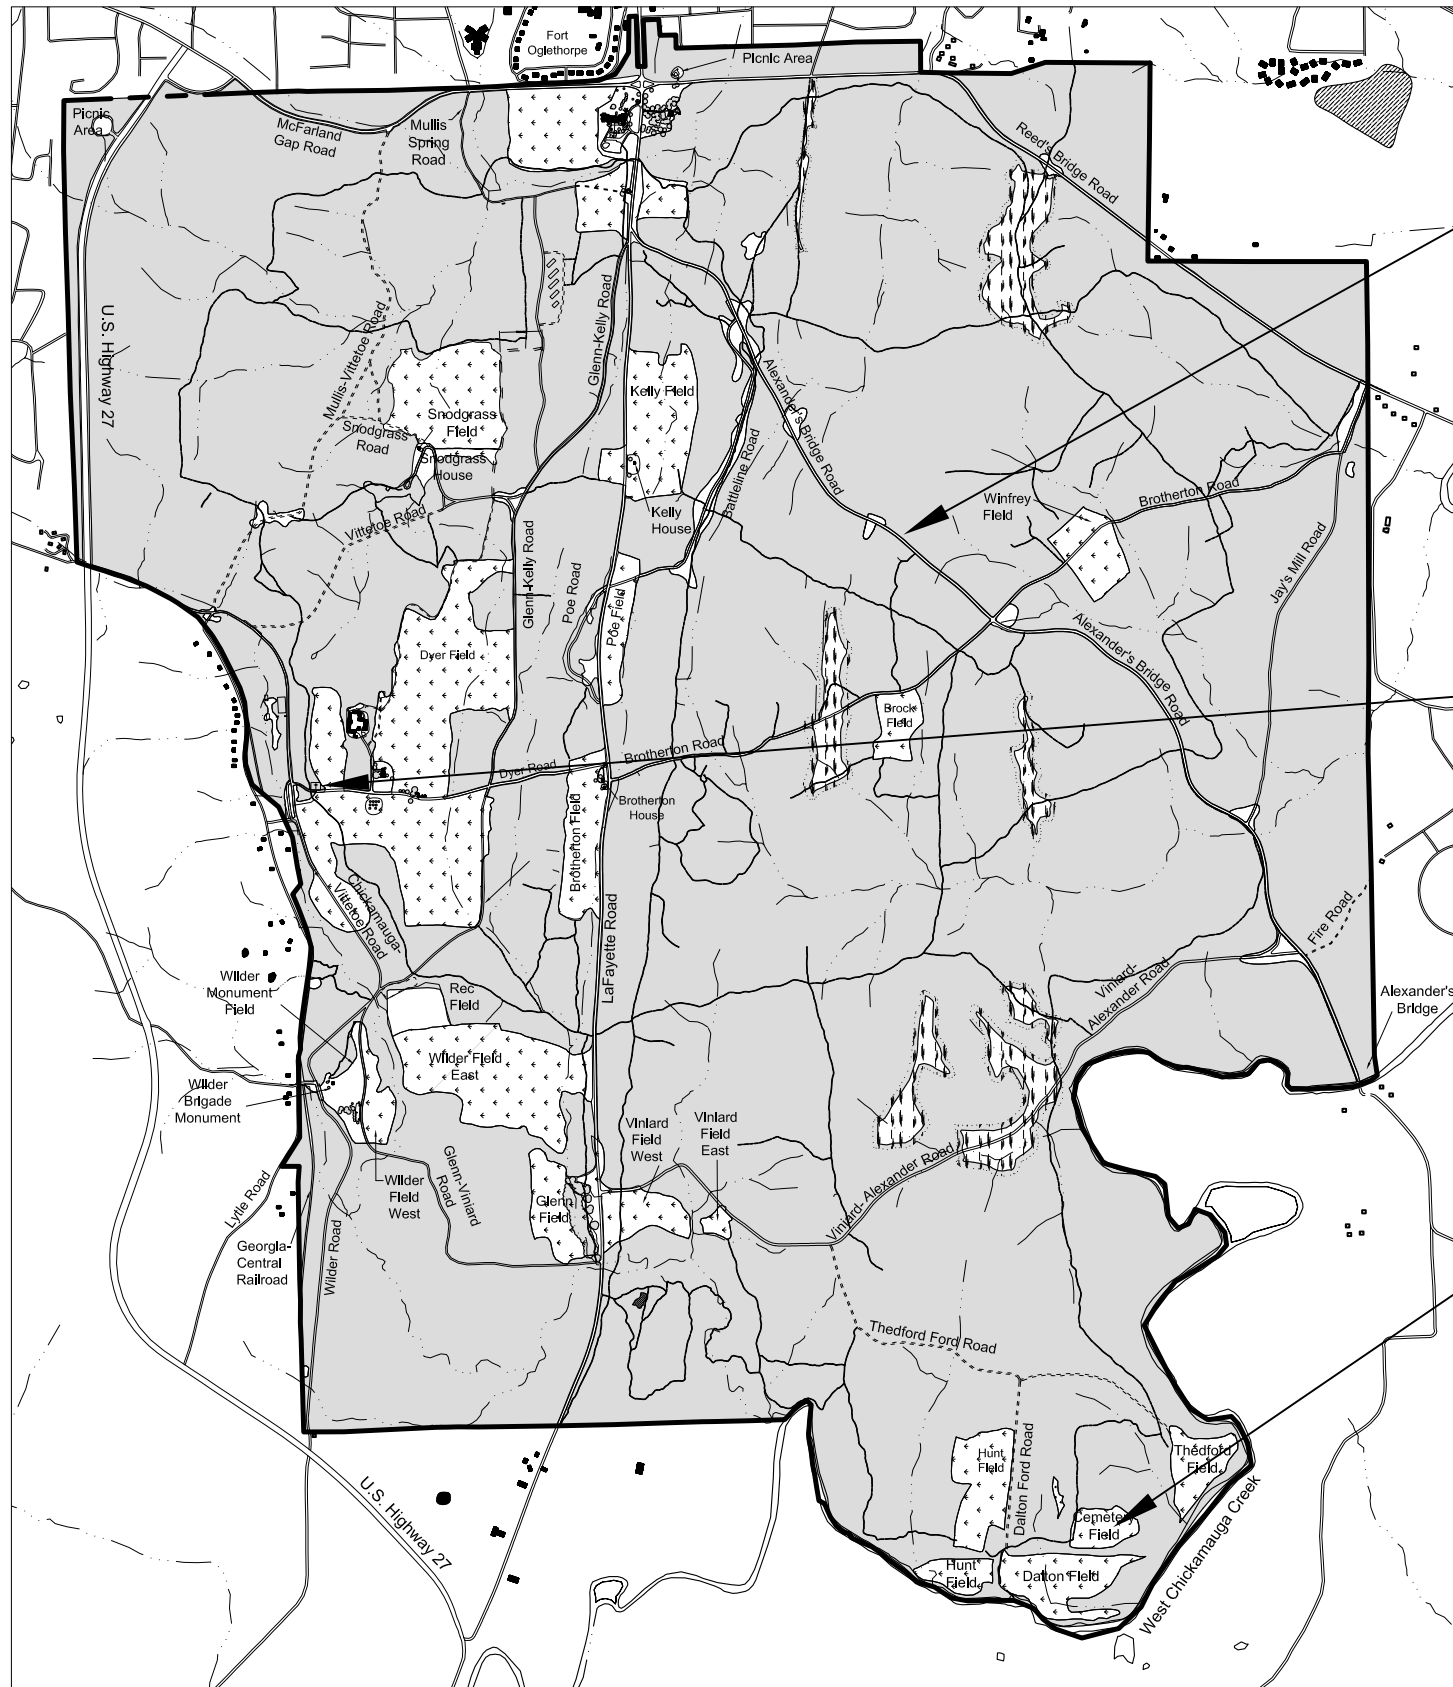 Fort
Oglethorpe
Picnic Area
Picnic
Area
McFarland
Gap Road
Mullis
Spring
Road
Reed's Bridge Road
U.S. Highway 27
Mullis-Vittetoe Road
Glenn-Kelly Road
Kelly Field
Alexander's Bridge Road
Snodgrass
Field
Snodgrass
Road
Snodgrass
House
Battleline Road
Kelly
House
Winfrey
Field
Brotherton Road
Vittetoe Road
Glenn-Kelly Road
Poe Road
Poe Field
Jay's Mill Road
Dyer Field
Alexander's Bridge
Road
Brock
Field
Dyer Road
Brotherton Road
Brotherton
House
Brotherton Field
Chickamauga-
Vittetoe Road
LaFayette Road
Fire Road
Wilder
Monument
Field
Rec
Field
Viniard-
Alexander Road
Alexander's
Bridge
Wilder Field
East
Wilder
Brigade
Monument
Viniard
Field
West
Viniard
Field
East
Glenn-Viniard
Road
Wilder
Field
West
Glenn
Field
Viniard- Alexander Road
Lytle Road
Georgia-
Central
Railroad
Wilder Road
Thedford Ford Road
Hunt
Field
Dalton Ford Road
Thedford
Field
Cemetery
Field
U.S. Highway 27
Hunt
Field
Dalton Field
West Chickamauga Creek